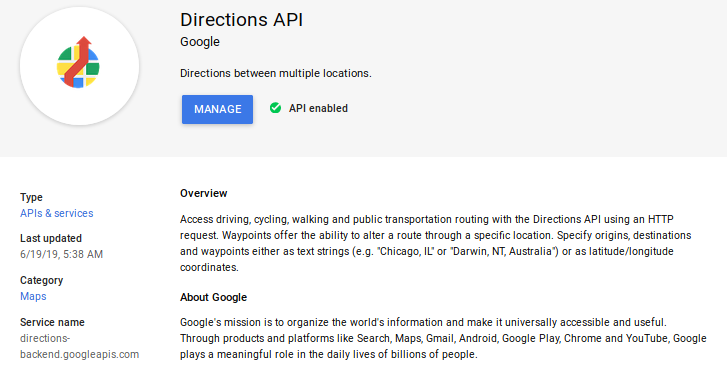 Directions API
Google
Directions between multiple locations.
MANAGE
API enabled
Type
APIs & services
Last updated
6/19/19, 5:38 AM
Category
Maps
Service name
directions-
backend.googleapis.com
Overview
Access driving, cycling, walking and public transportation routing with the Directions API using an HTTP
request. Waypoints offer the ability to alter a route through a specific location. Specify origins, destinations
and waypoints either as text strings (e.g. "Chicago, IL" or "Darwin, NT, Australia") or as latitude/longitude
coordinates.
About Google
Google's mission is to organize the world's information and make it universally accessible and useful.
Through products and platforms like Search, Maps, Gmail, Android, Google Play, Chrome and YouTube, Google
plays a meaningful role in the daily lives of billions of people.